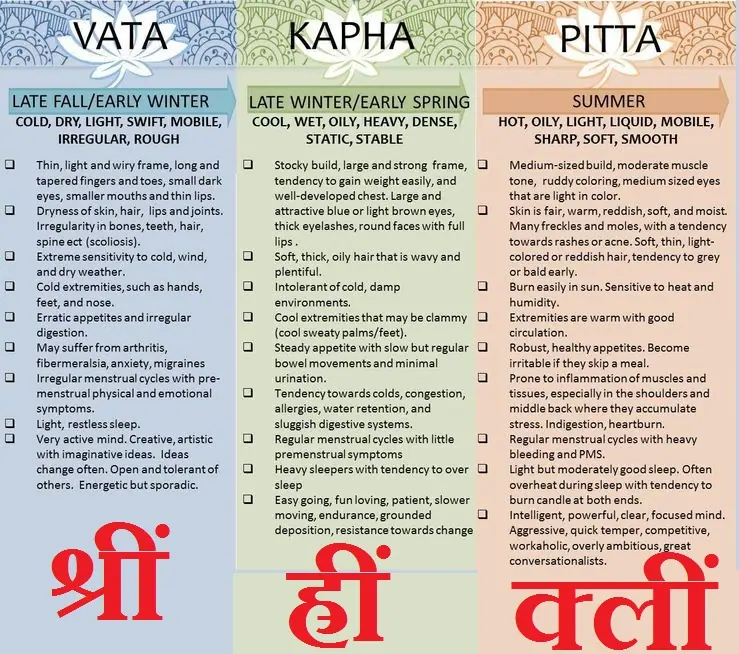 VATA
LATE FALL/EARLY WINTER
COLD, DRY, LIGHT, SWIFT, MOBILE,
IRREGULAR, ROUGH
❑ Thin, light and wiry frame, long and
tapered fingers and toes, small dark
eyes, smaller mouths and thin lips.
❑ Dryness of skin, hair, lips and joints.
Irregularity in bones, teeth, hair,
spine ect (scoliosis).
❑ Extreme sensitivity to cold, wind,
and dry weather.
❑ Cold extremities, such as hands,
feet, and nose.
❑ Erratic appetites and irregular
digestion.
❑ May suffer from arthritis,
fibermeralsia, anxiety, migraines
❑ Irregular menstrual cycles with pre-
menstrual physical and emotional
symptoms.
❑ Light, restless sleep.
❑ Very active mind. Creative, artistic
with imaginative ideas. Ideas
change often. Open and tolerant of
others. Energetic but sporadic.
श्रीं
KAPHA
LATE WINTER/EARLY SPRING
COOL, WET, OILY, HEAVY, DENSE,
STATIC, STABLE
❑ Stocky build, large and strong frame,
tendency to gain weight easily, and
well-developed chest. Large and
attractive blue or light brown eyes,
thick eyelashes, round faces with full
lips .
❑ Soft, thick, oily hair that is wavy and
plentiful.
❑ Intolerant of cold, damp
environments.
❑ Cool extremities that may be clammy
(cool sweaty palms/feet).
❑ Steady appetite with slow but regular
bowel movements and minimal
urination.
❑ Tendency towards colds, congestion,
allergies, water retention, and
sluggish digestive systems.
❑ Regular menstrual cycles with little
premenstrual symptoms
❑ Heavy sleepers with tendency to over
sleep
❑ Easy going, fun loving, patient, slower
moving, endurance, grounded
deposition, resistance towards change
हीं
PITTA
SUMMER
HOT, OILY, LIGHT, LIQUID, MOBILE,
SHARP, SOFT, SMOOTH
❑ Medium-sized build, moderate muscle
tone, ruddy coloring, medium sized eyes
that are light in color.
❑ Skin is fair, warm, reddish, soft, and moist.
Many freckles and moles, with a tendency
towards rashes or acne. Soft, thin, light-
colored or reddish hair, tendency to grey
or bald early.
❑ Burn easily in sun. Sensitive to heat and
humidity.
❑ Extremities are warm with good
circulation.
❑ Robust, healthy appetites. Become
irritable if they skip a meal.
❑ Prone to inflammation of muscles and
tissues, especially in the shoulders and
middle back where they accumulate
stress. Indigestion, heartburn.
❑ Regular menstrual cycles with heavy
bleeding and PMS.
❑ Light but moderately good sleep. Often
overheat during sleep with tendency to
burn candle at both ends.
❑ Intelligent, powerful, clear, focused mind.
Aggressive, quick temper, competitive,
workaholic, overly ambitious, great
conversationalists.
क्लीं